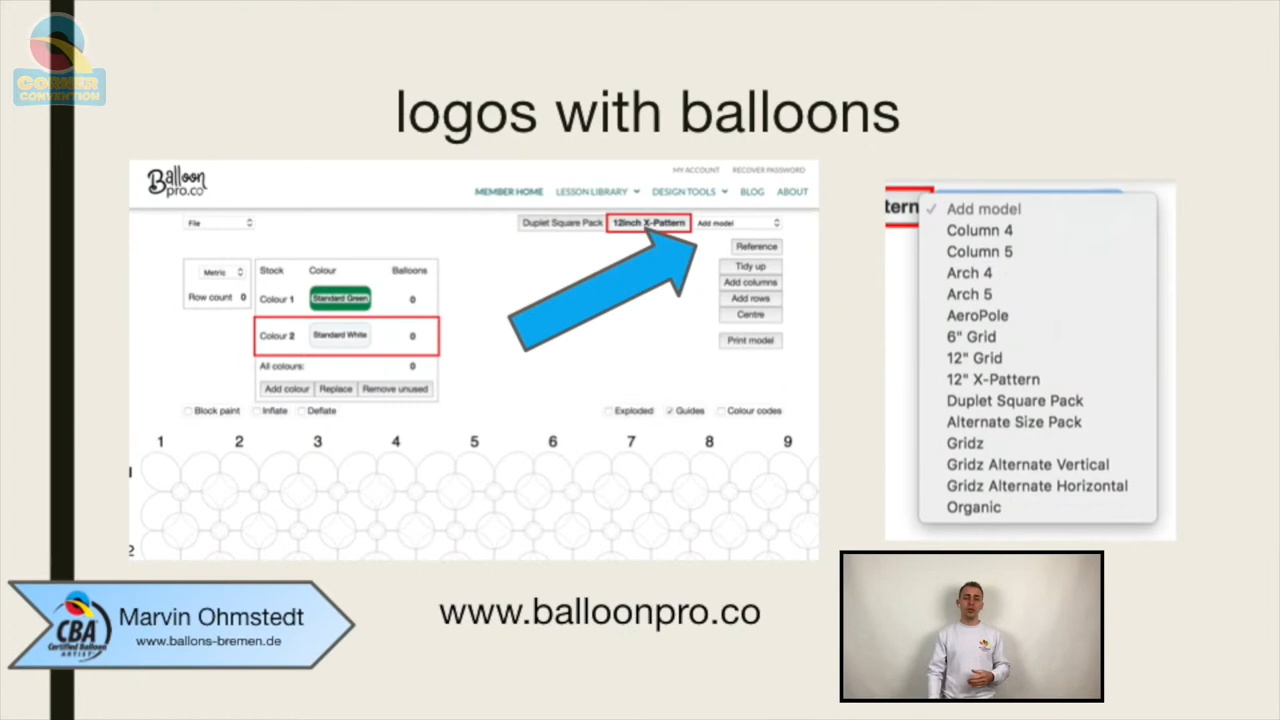 CORNER
CONVENTION
logos with balloons
Balloon
pro.co
MY ACCOUNT RECOVER PASSWORD
MEMBER HOME LESSON LIBRARY DESIGN TOOLS BLOG ABOUT
File
Duplet Square Pack 12inch X-Pattern Add model
Reference
Metric
Row count 0
Stock Colour Balloons
Colour 1 Standard Green 0
Colour 2 Standard White 0
All colours: 0
Add colour Replace Remove unused
Tidy up
Add columns
Add rows
Centre
Print model
Block paint Inflate Deflate
Exploded Guides Colour codes
1 2 3 4 5 6 7 8 9
1
2
tern
✓ Add model
Column 4
Column 5
Arch 4
Arch 5
AeroPole
6" Grid
12" Grid
12" X-Pattern
Duplet Square Pack
Alternate Size Pack
Gridz
Gridz Alternate Vertical
Gridz Alternate Horizontal
Organic
CBA
Certified Balloon
ARTIST
Marvin Ohmstedt
www.ballons-bremen.de
www.balloonpro.co